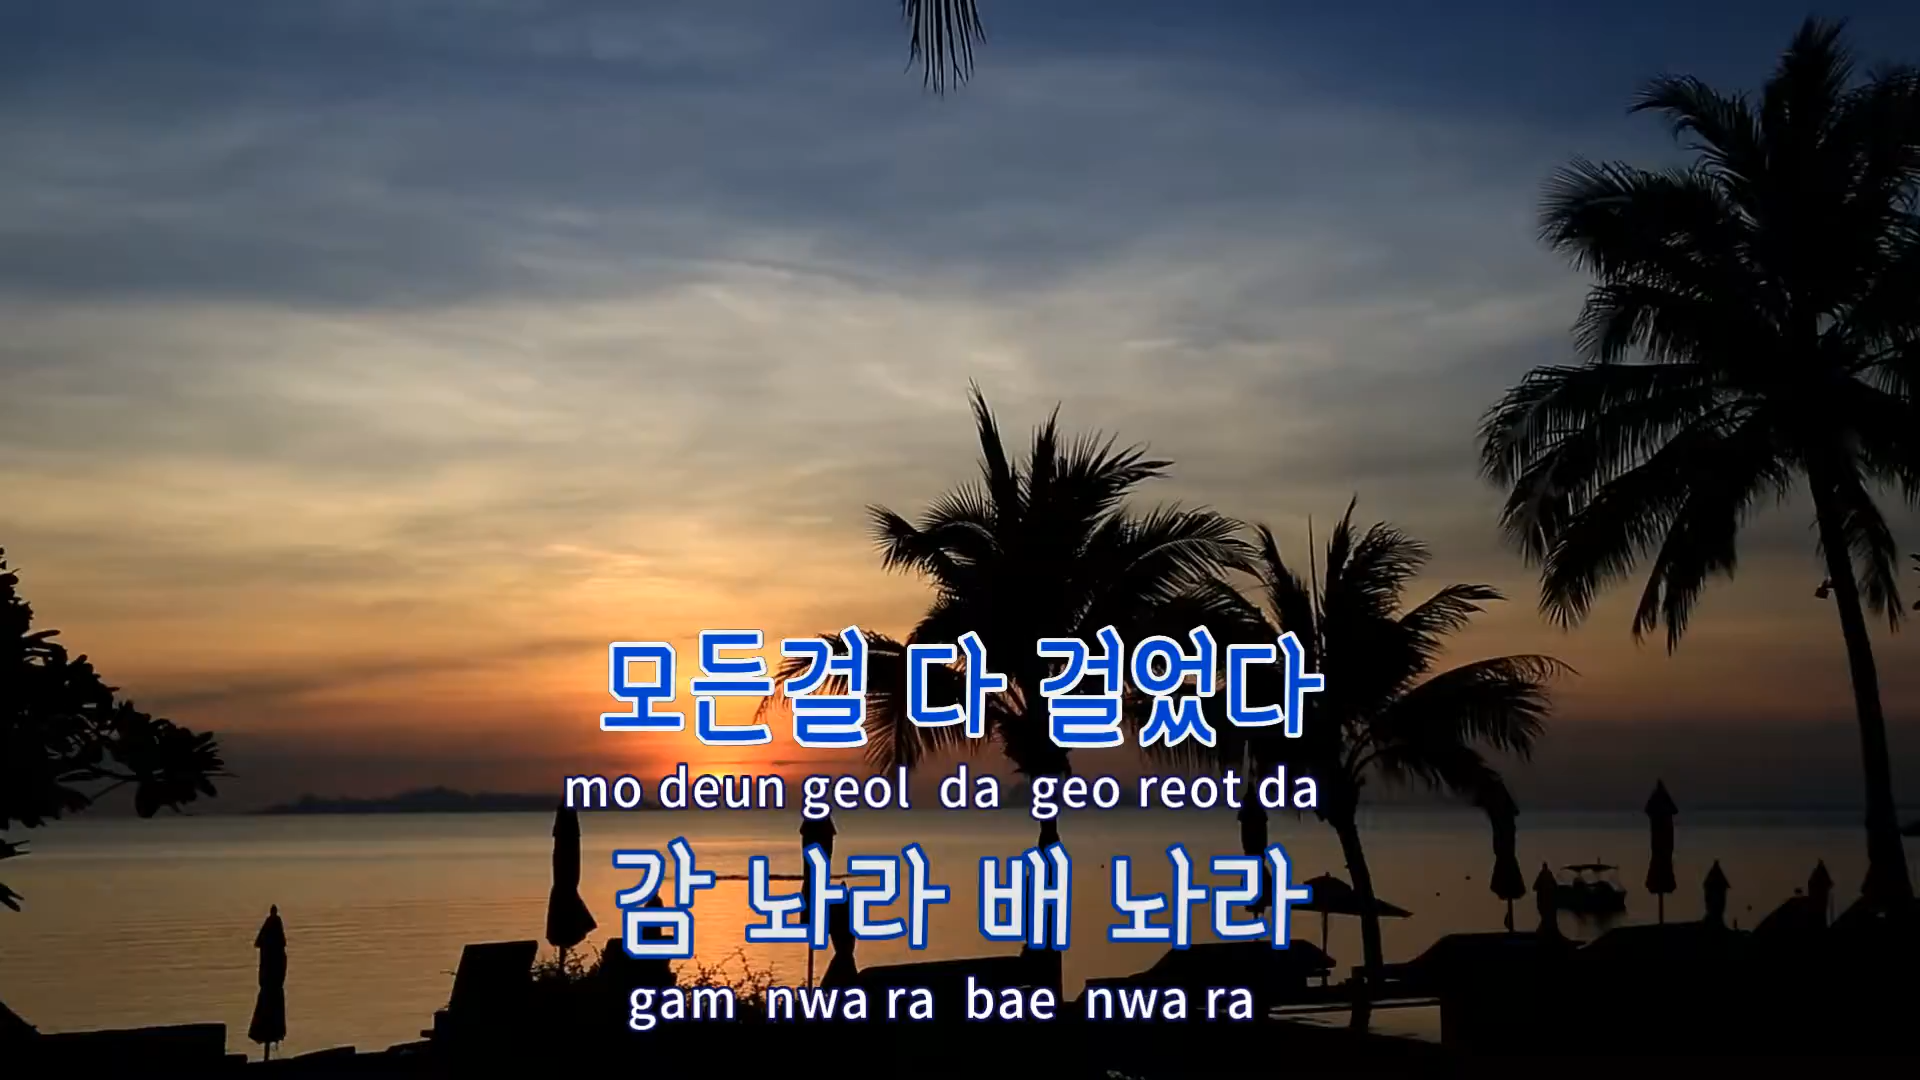 모든걸 다 걸었다
mo deun geol da geo reot da
감 놔라 배 놔라
gam nwa ra bae nwa ra